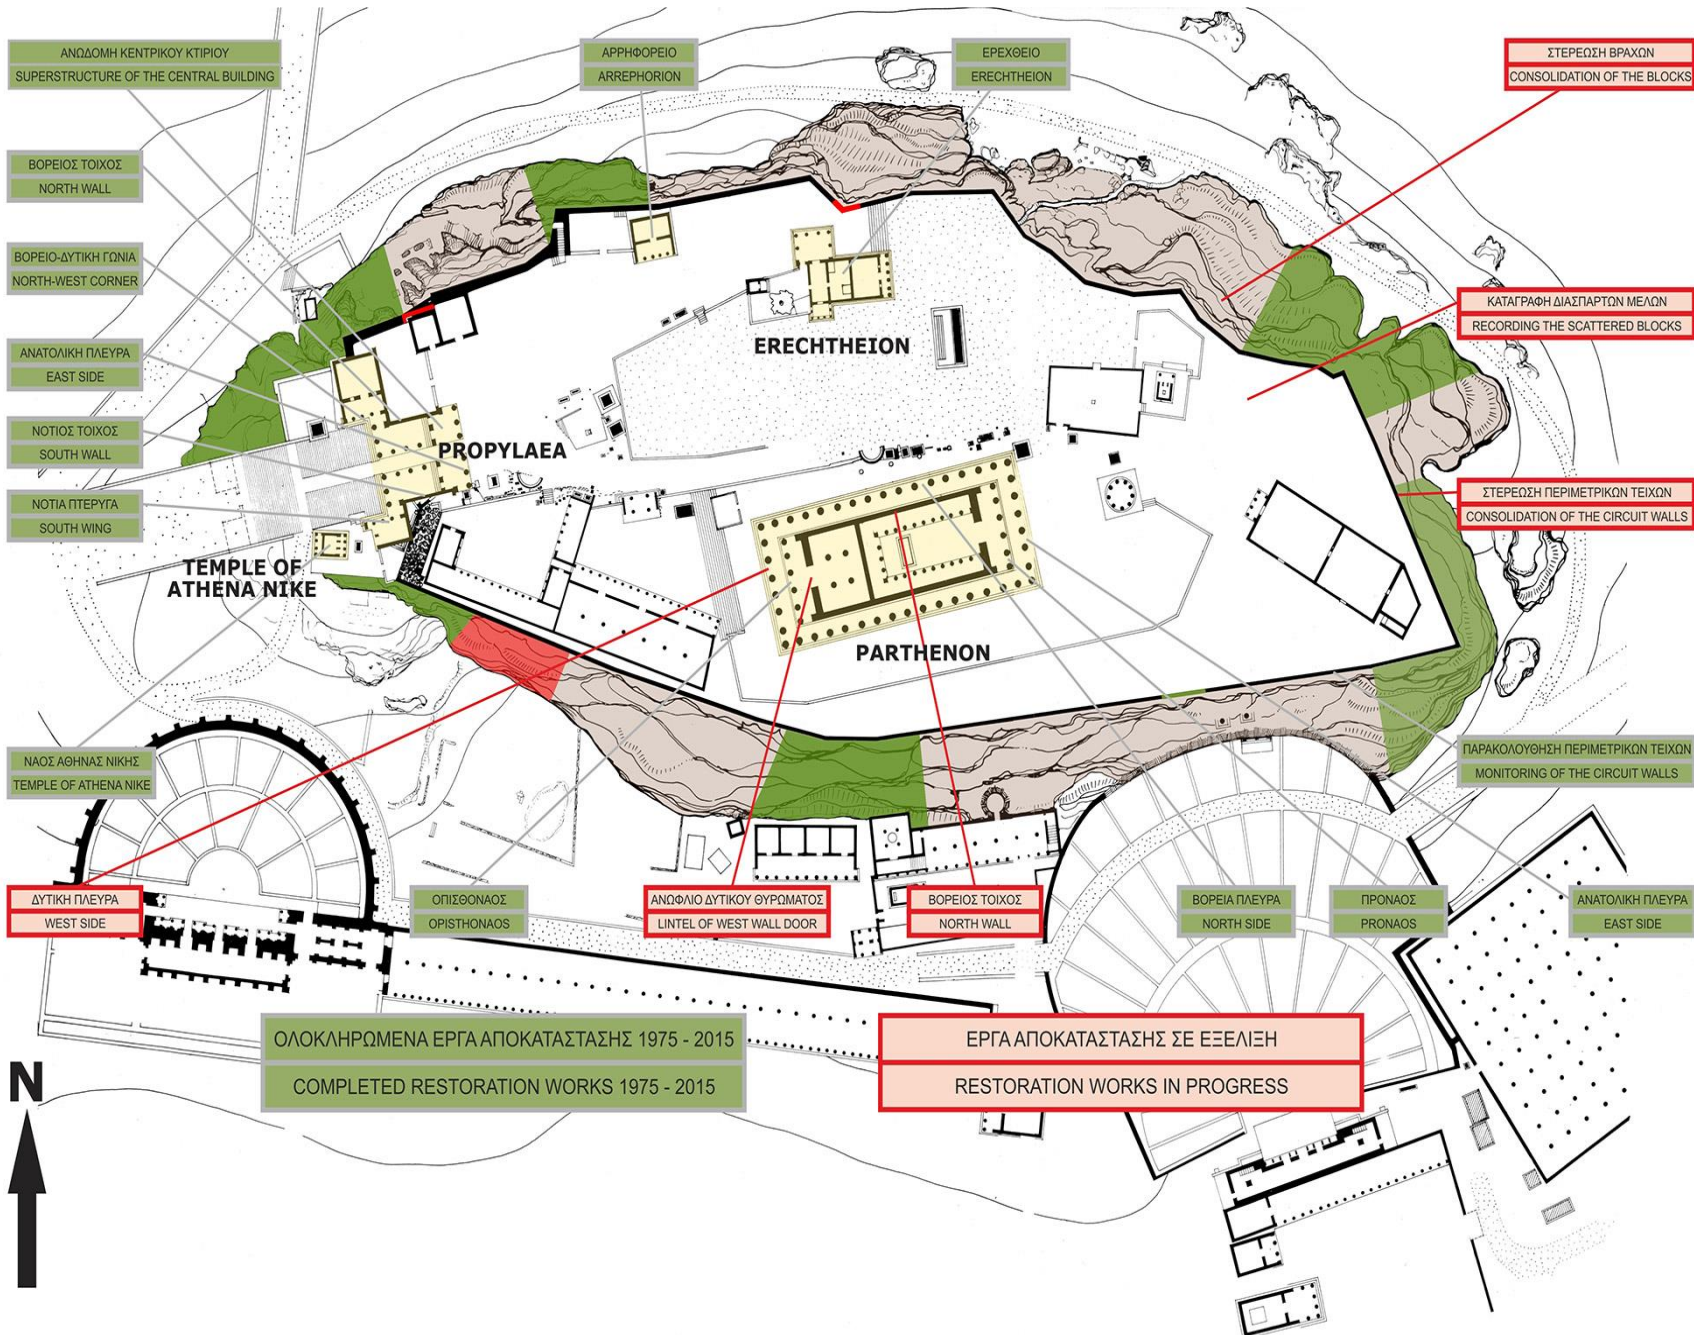 ΑΝΩΔΟΜΗ ΚΕΝΤΡΙΚΟΥ ΚΤΙΡΙΟΥ
SUPERSTRUCTURE OF THE CENTRAL BUILDING
ΑΡΡΗΦΟΡΕΙΟ
ARREPHORION
ΕΡΕΧΘΕΙΟ
ERECHTHEION
ΣΤΕΡΕΩΣΗ ΒΡΑΧΩΝ
CONSOLIDATION OF THE BLOCKS
ΒΟΡΕΙΟΣ ΤΟΙΧΟΣ
NORTH WALL
ΒΟΡΕΙΟ-ΔΥΤΙΚΗ ΓΩΝΙΑ
NORTH-WEST CORNER
ΚΑΤΑΓΡΑΦΗ ΔΙΑΣΠΑΡΤΩΝ ΜΕΛΩΝ
RECORDING THE SCATTERED BLOCKS
ERECHTHEION
ΑΝΑΤΟΛΙΚΗ ΠΛΕΥΡΑ
EAST SIDE
ΝΟΤΙΟΣ ΤΟΙΧΟΣ
SOUTH WALL
PROPYLAEA
ΝΟΤΙΑ ΠΤΕΡΥΓΑ
SOUTH WING
ΣΤΕΡΕΩΣΗ ΠΕΡΙΜΕΤΡΙΚΩΝ ΤΕΙΧΩΝ
CONSOLIDATION OF THE CIRCUIT WALLS
TEMPLE OF
ATHENA NIKE
PARTHENON
ΝΑΟΣ ΑΘΗΝΑΣ ΝΙΚΗΣ
TEMPLE OF ATHENA NIKE
ΠΑΡΑΚΟΛΟΥΘΗΣΗ ΠΕΡΙΜΕΤΡΙΚΩΝ ΤΕΙΧΩΝ
MONITORING OF THE CIRCUIT WALLS
ΔΥΤΙΚΗ ΠΛΕΥΡΑ
WEST SIDE
ΟΠΙΣΘΟΝΑΟΣ
OPISTHONAOS
ΑΝΩΦΛΙΟ ΔΥΤΙΚΟΥ ΘΥΡΩΜΑΤΟΣ
LINTEL OF WEST WALL DOOR
ΒΟΡΕΙΟΣ ΤΟΙΧΟΣ
NORTH WALL
ΒΟΡΕΙΑ ΠΛΕΥΡΑ
NORTH SIDE
ΠΡΟΝΑΟΣ
PRONAOS
ΑΝΑΤΟΛΙΚΗ ΠΛΕΥΡΑ
EAST SIDE
ΟΛΟΚΛΗΡΩΜΕΝΑ ΕΡΓΑ ΑΠΟΚΑΤΑΣΤΑΣΗΣ 1975 - 2015
COMPLETED RESTORATION WORKS 1975 - 2015
ΕΡΓΑ ΑΠΟΚΑΤΑΣΤΑΣΗΣ ΣΕ ΕΞΕΛΙΞΗ
RESTORATION WORKS IN PROGRESS
N